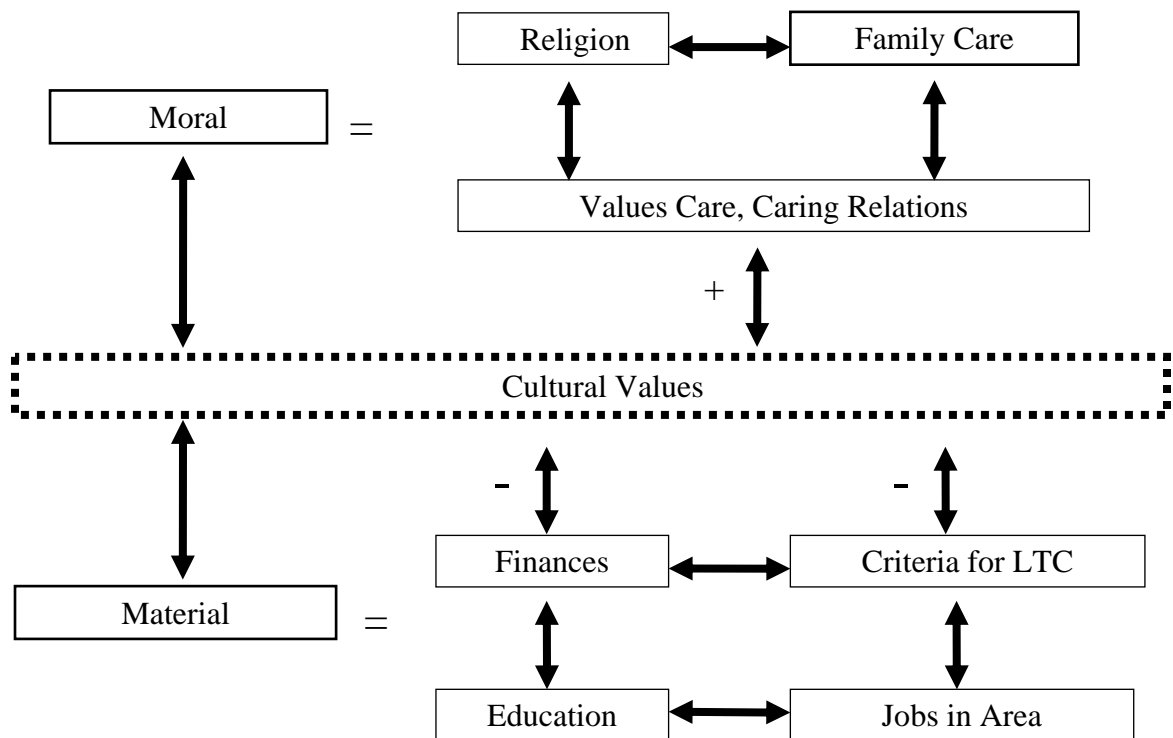 Religion
Family Care
Moral
=
Values Care, Caring Relations
+
Cultural Values
-
-
Finances
Criteria for LTC
Material
=
Education
Jobs in Area